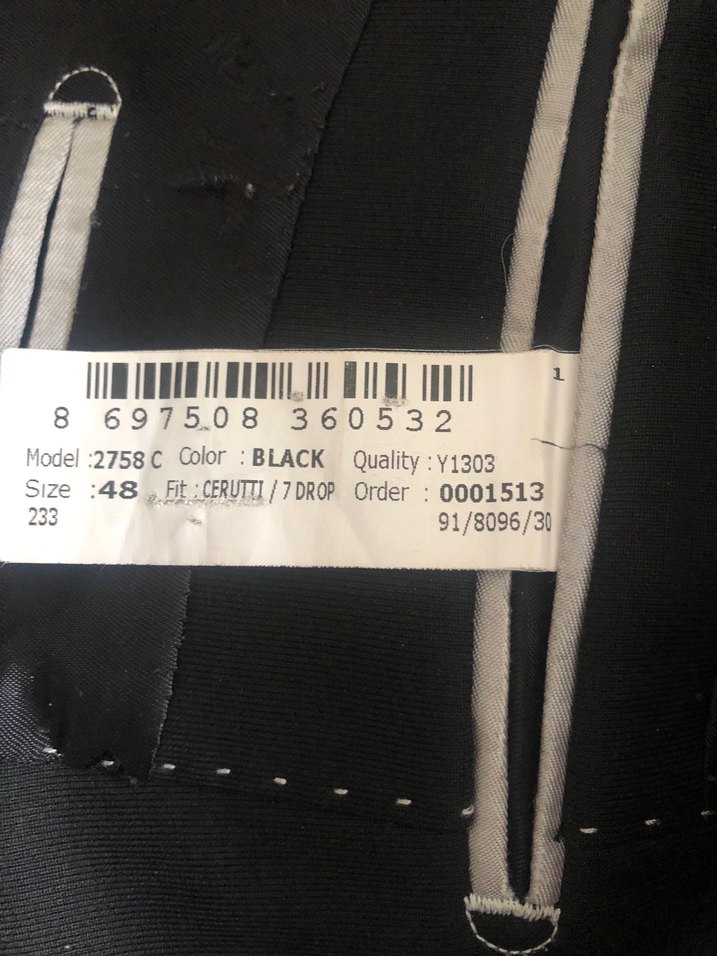 1
8 697508 360532
Model :2758 C Color : BLACK Quality : Y1303
Sıze :48 Fit : CERUTTI / 7 DROP Order : 0001513
233 91/8096/30